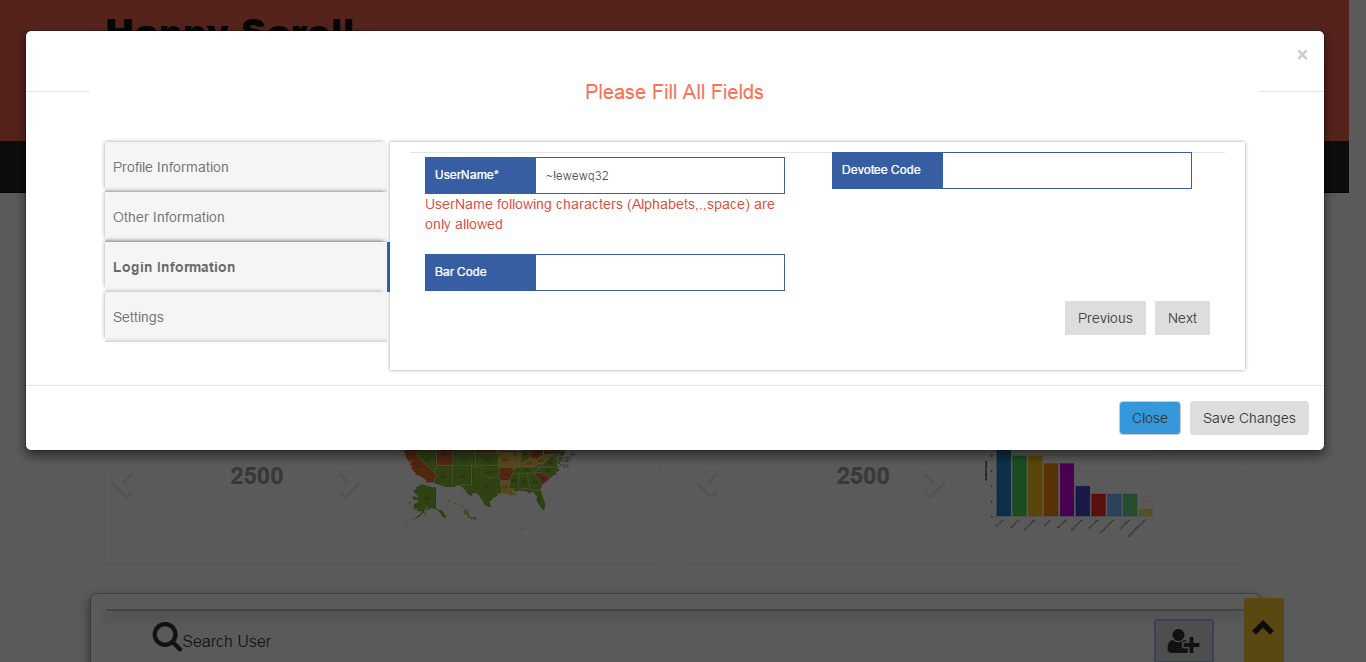 Happy Scroll
×
Please Fill All Fields
Profile Information
Other Information
Login Information
Settings
UserName*
~!ewewq32
UserName following characters (Alphabets,.,space) are
only allowed
Devotee Code
Bar Code
Previous
Next
Close
Save Changes
2500
2500
Search User